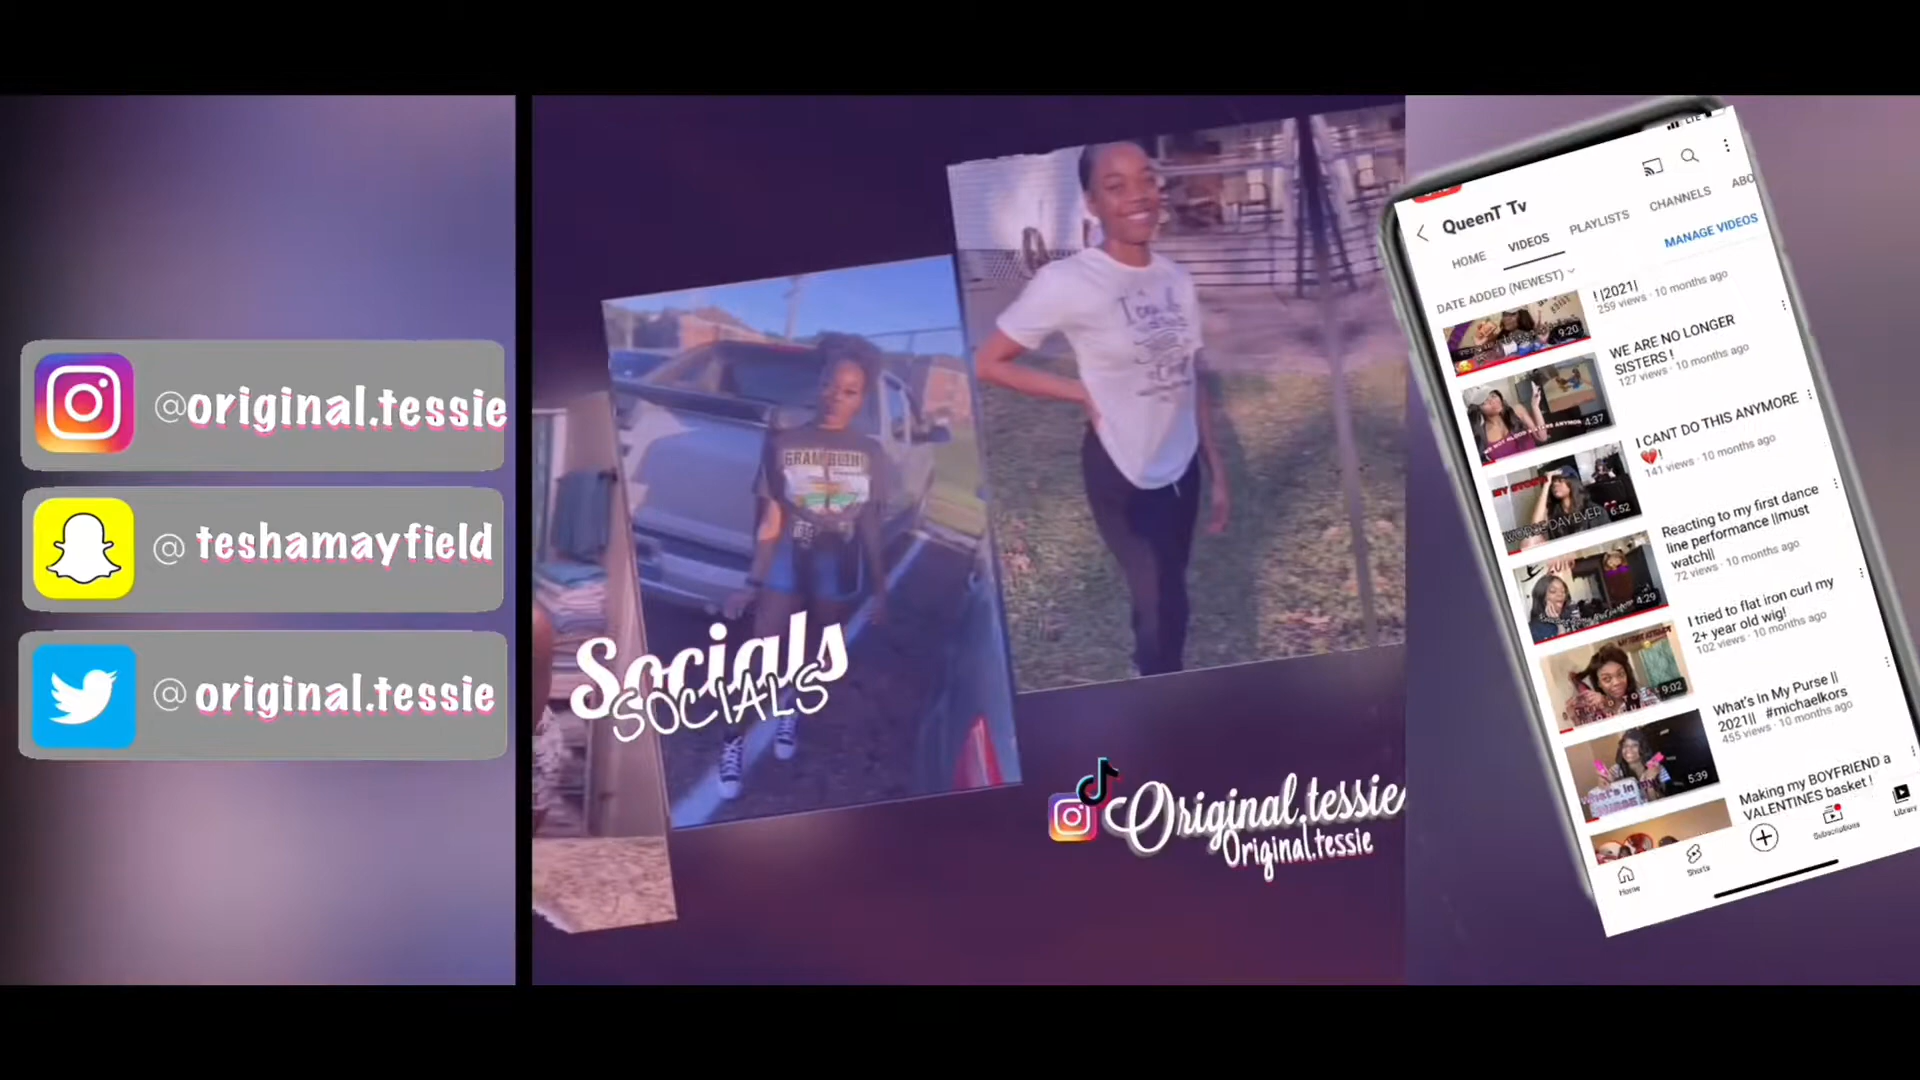 @original.tessie
@ teshamayfield
@ original.tessie
GRAMBLING
Socials
SOCIALS
Original.tessie
Original.tessie
LTE
QueenT Tv
HOME VIDEOS PLAYLISTS CHANNELS ABO
DATE ADDED (NEWEST) MANAGE VIDEOS
! |2021|
259 views · 10 months ago
9:20
WE ARE NO LONGER
SISTERS !
127 views · 10 months ago
4:37
I CANT DO THIS ANYMORE
💔!
141 views · 10 months ago
6:52
Reacting to my first dance
line performance ||must
watch||
72 views · 10 months ago
4:29
I tried to flat iron curl my
2+ year old wig!
102 views · 10 months ago
9:02
What's In My Purse ||
2021|| #michaelkors
455 views · 10 months ago
5:39
Making my BOYFRIEND a
VALENTINES basket !
Home Shorts Subscriptions Library